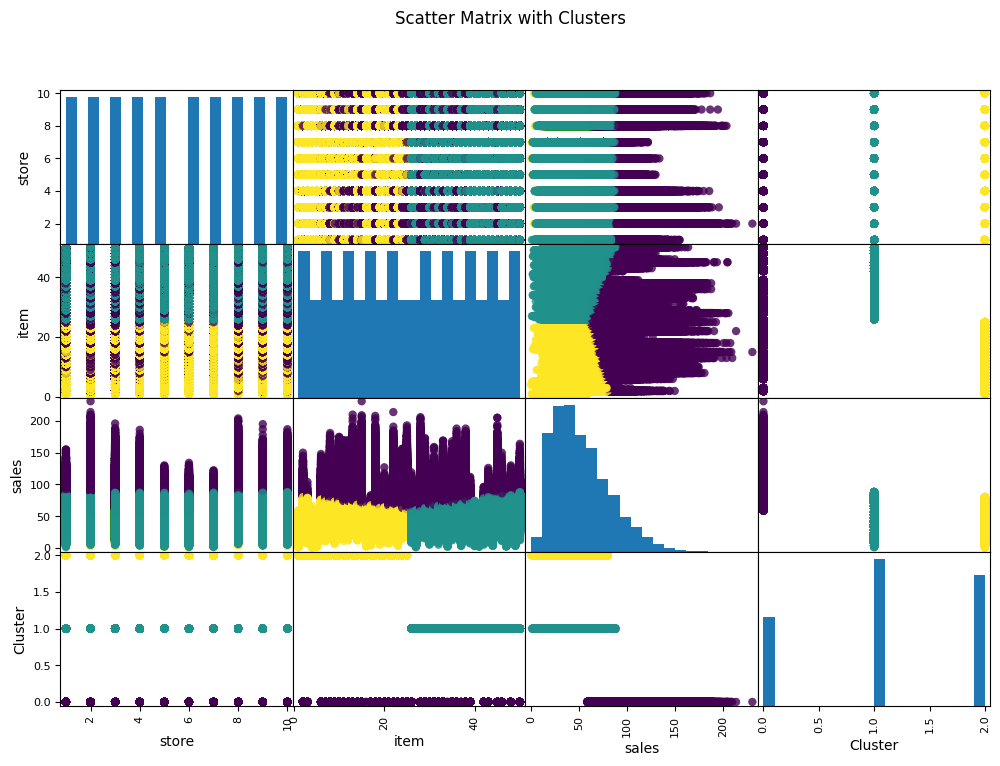 Scatter Matrix with Clusters
10
8
6
4
2
store
40
20
0
item
200
150
100
50
0
sales
2.0
1.5
1.0
0.5
0.0
Cluster
2 4 6 8 10
0 20 40
0 50 100 150 200
0.0 0.5 1.0 1.5 2.0
store item sales Cluster